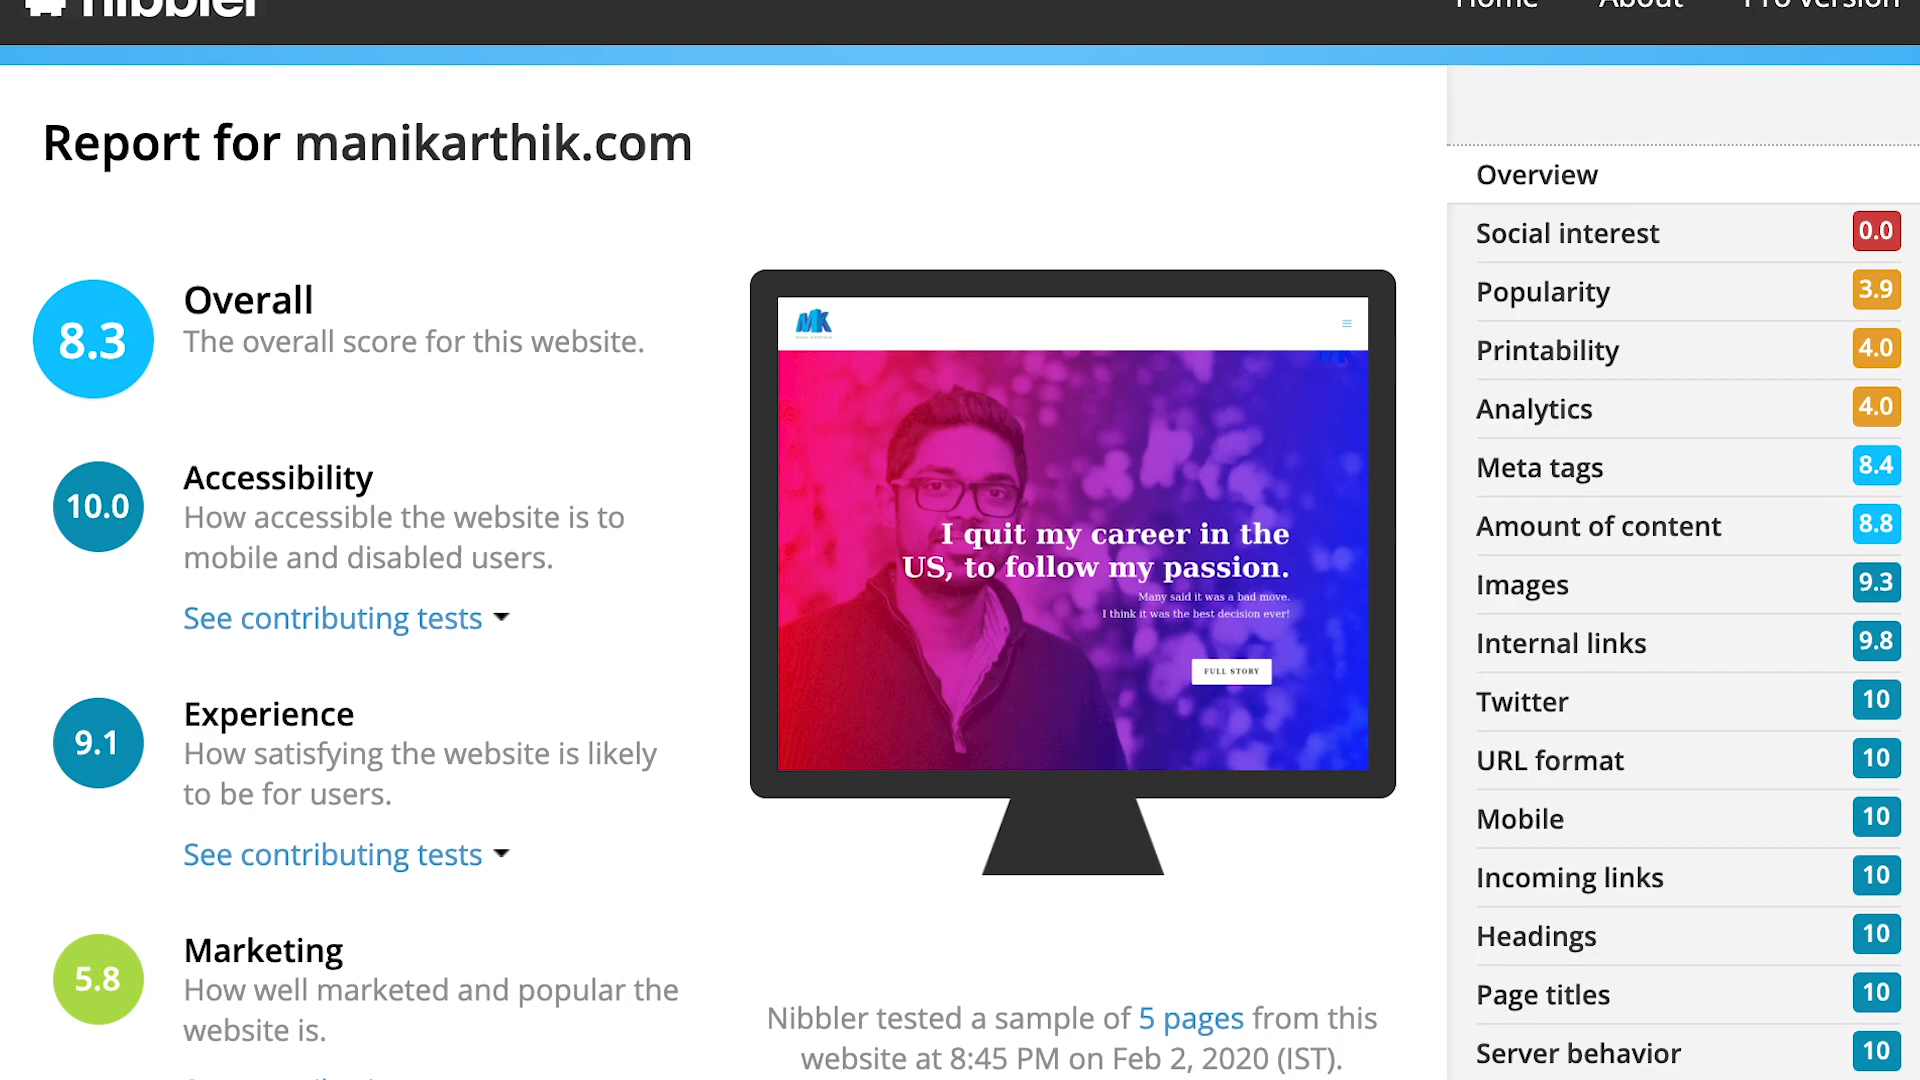 nibbler
Home About Pro version
Report for manikarthik.com
8.3
Overall
The overall score for this website.
10.0
Accessibility
How accessible the website is to
mobile and disabled users.
See contributing tests
9.1
Experience
How satisfying the website is likely
to be for users.
See contributing tests
5.8
Marketing
How well marketed and popular the
website is.
MK
I quit my career in the
US, to follow my passion.
Many said it was a bad move.
I think it was the best decision ever!
FULL STORY
Nibbler tested a sample of 5 pages from this
website at 8:45 PM on Feb 2, 2020 (IST).
Overview
Social interest 0.0
Popularity 3.9
Printability 4.0
Analytics 4.0
Meta tags 8.4
Amount of content 8.8
Images 9.3
Internal links 9.8
Twitter 10
URL format 10
Mobile 10
Incoming links 10
Headings 10
Page titles 10
Server behavior 10